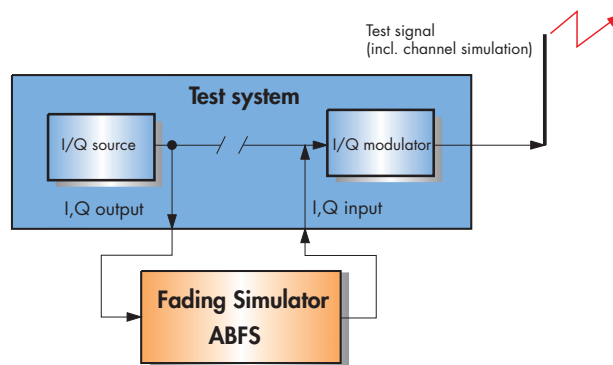 Test signal
(incl. channel simulation)
Test system
I/Q source
I/Q modulator
I,Q output
I,Q input
Fading Simulator
ABFS